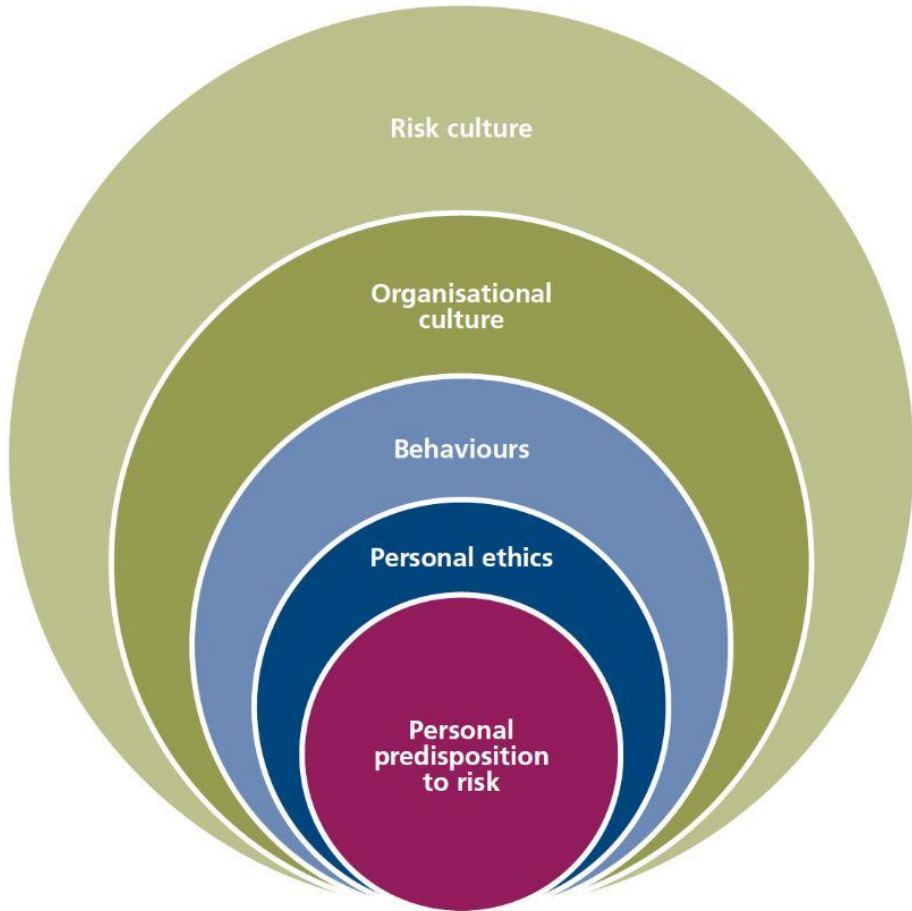 Risk culture
Organisational
culture
Behaviours
Personal ethics
Personal
predisposition
to risk